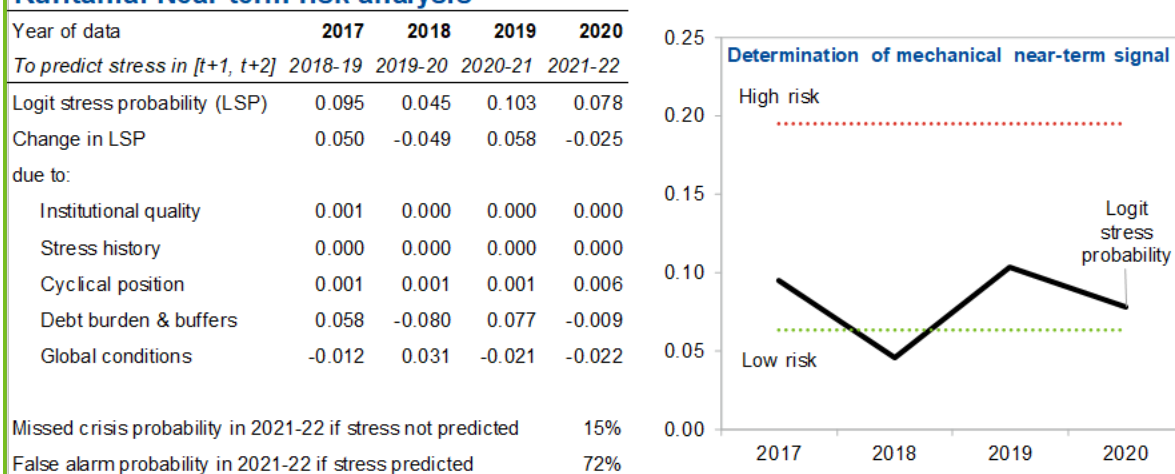 Year of data 2017 2018 2019 2020
To predict stress in [t+1, t+2] 2018-19 2019-20 2020-21 2021-22
Logit stress probability (LSP) 0.095 0.045 0.103 0.078
Change in LSP 0.050 -0.049 0.058 -0.025
due to:
Institutional quality 0.001 0.000 0.000 0.000
Stress history 0.000 0.000 0.000 0.000
Cyclical position 0.001 0.001 0.001 0.006
Debt burden & buffers 0.058 -0.080 0.077 -0.009
Global conditions -0.012 0.031 -0.021 -0.022
Missed crisis probability in 2021-22 if stress not predicted 15%
False alarm probability in 2021-22 if stress predicted 72%
Determination of mechanical near-term signal
High risk
Logit
stress
probability
Low risk
0.25
0.20
0.15
0.10
0.05
0.00
2017 2018 2019 2020